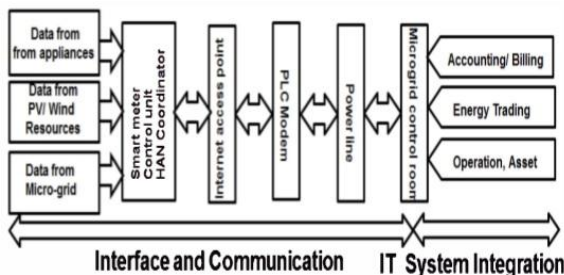 Data from
from appliances
Data from
PV/ Wind
Resources
Data from
Micro-grid
Smart meter
Control unit
HAN Coordinator
Internet access point
PLC Modem
Power line
Microgrid control room
Accounting/ Billing
Energy Trading
Operation, Asset
Interface and Communication
IT System Integration